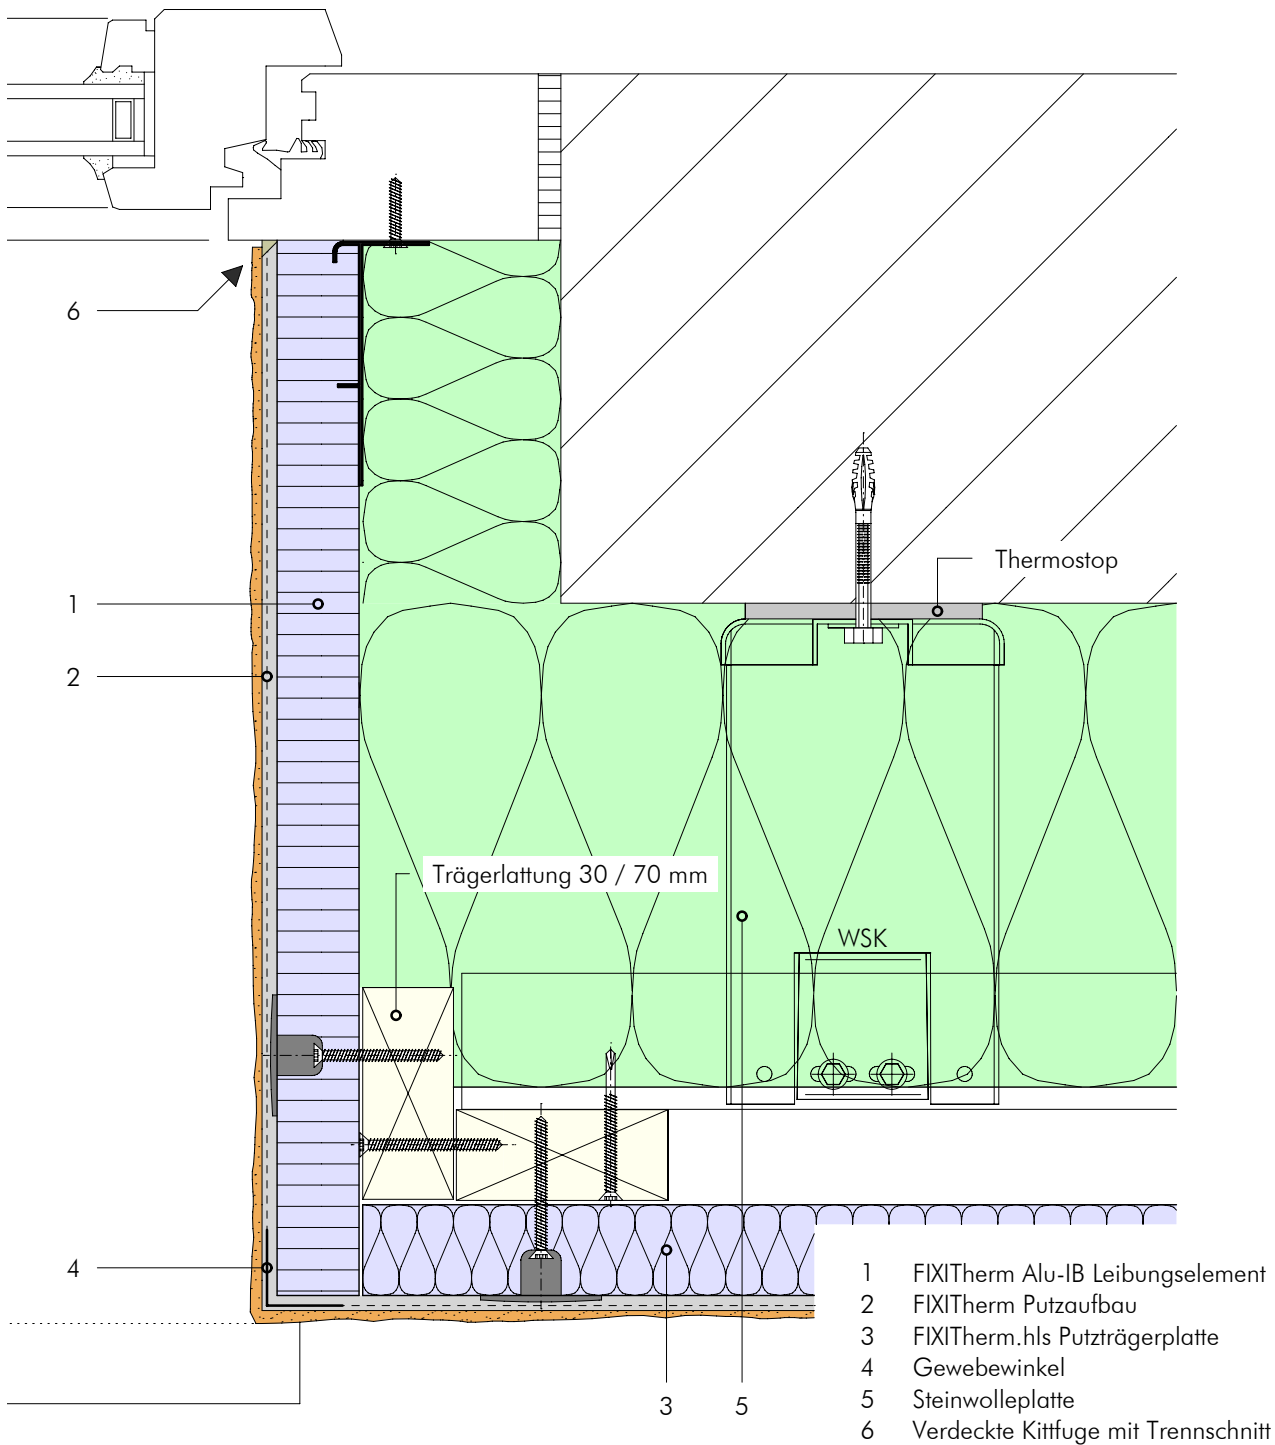 6
Thermostop
1
2
Trägerlattung 30 / 70 mm
WSK
4
3
5
1 FIXITherm Alu-IB Leibungselement
2 FIXITherm Putzaufbau
3 FIXITherm.hls Putzträgerplatte
4 Gewebewinkel
5 Steinwolleplatte
6 Verdeckte Kittfuge mit Trennschnitt